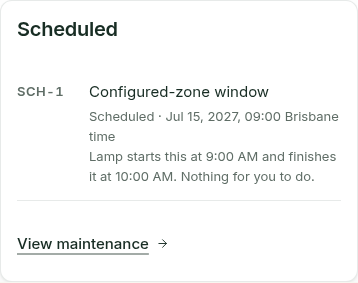 Scheduled
SCH-1 Configured-zone window
Scheduled · Jul 15, 2027, 09:00 Brisbane
time
Lamp starts this at 9:00 AM and finishes
it at 10:00 AM. Nothing for you to do.
View maintenance →